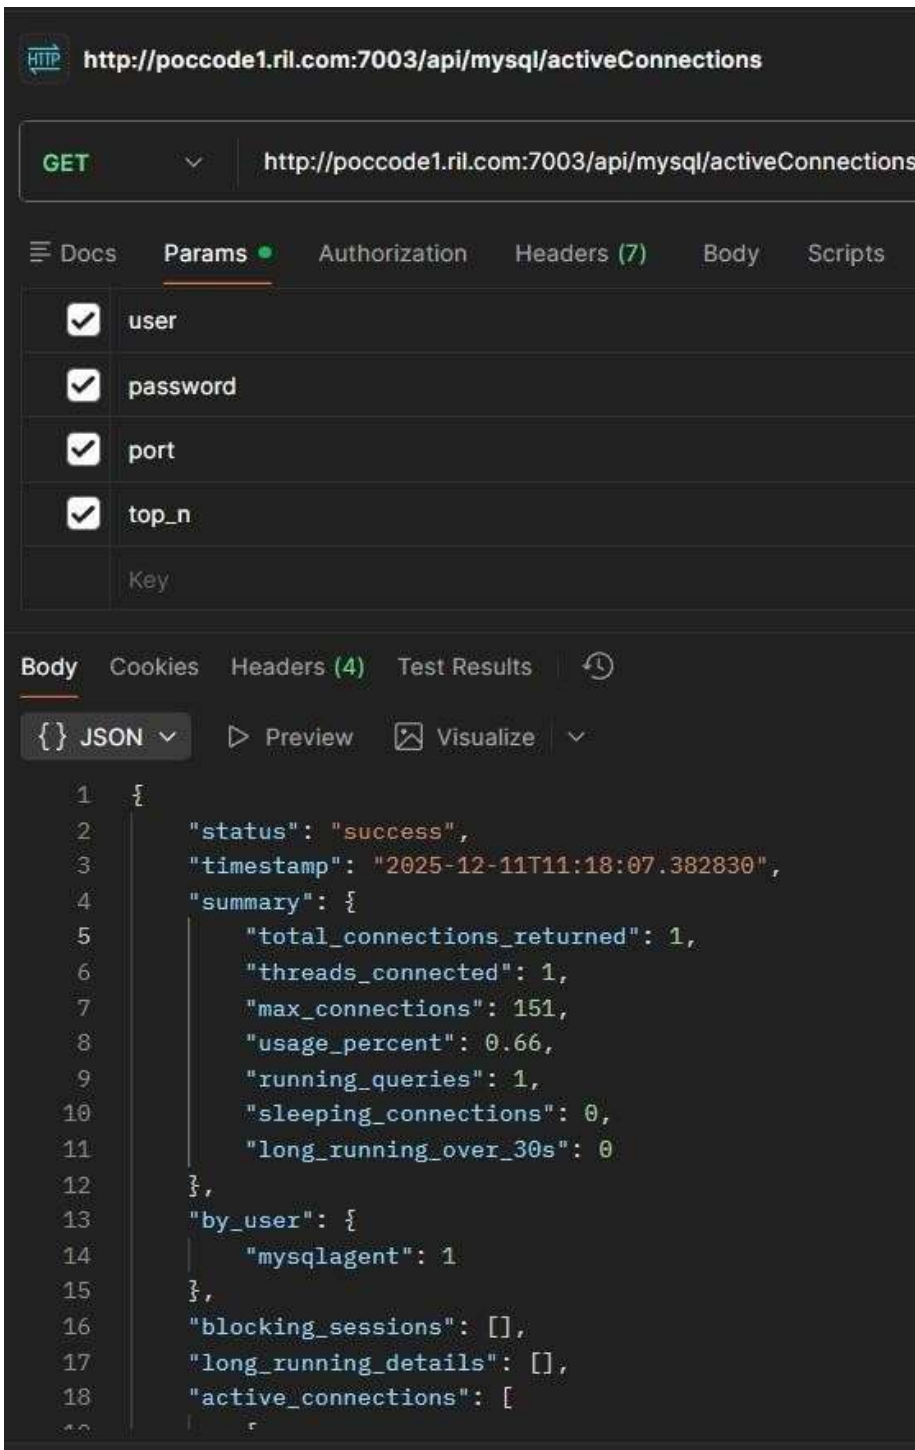 HTTP http://poccode1.ril.com:7003/api/mysql/activeConnections
GET http://poccode1.ril.com:7003/api/mysql/activeConnections
Docs Params Authorization Headers (7) Body Scripts
user
password
port
top_n
Key
Body Cookies Headers (4) Test Results
{} JSON Preview Visualize
1 {
2 "status": "success",
3 "timestamp": "2025-12-11T11:18:07.382830",
4 "summary": {
5 "total_connections_returned": 1,
6 "threads_connected": 1,
7 "max_connections": 151,
8 "usage_percent": 0.66,
9 "running_queries": 1,
10 "sleeping_connections": 0,
11 "long_running_over_30s": 0
12 },
13 "by_user": {
14 "mysqlagent": 1
15 },
16 "blocking_sessions": [],
17 "long_running_details": [],
18 "active_connections": [